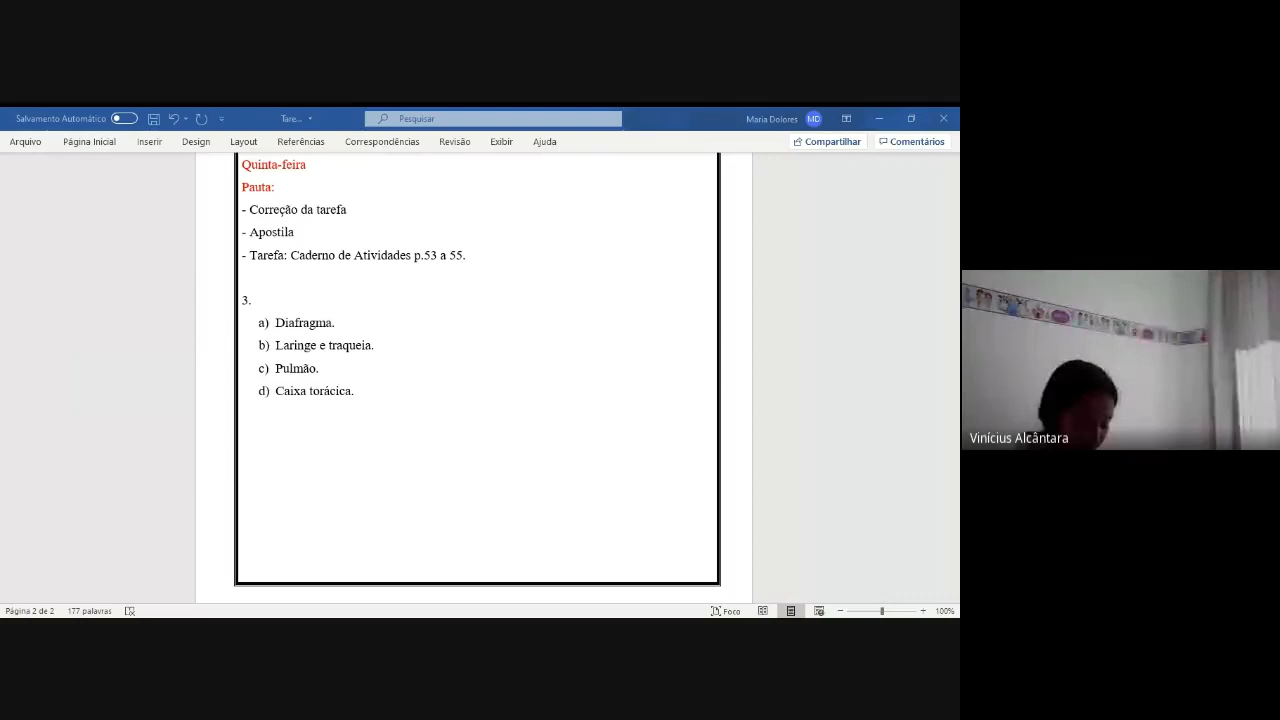 Salvamento Automático
Tare...
Pesquisar
Maria Dolores
MD
Arquivo
Página Inicial
Inserir
Design
Layout
Referências
Correspondências
Revisão
Exibir
Ajuda
Compartilhar
Comentários
Quinta-feira
Pauta:
- Correção da tarefa
- Apostila
- Tarefa: Caderno de Atividades p.53 a 55.
3.
a) Diafragma.
b) Laringe e traqueia.
c) Pulmão.
d) Caixa torácica.
Vinícius Alcântara
Página 2 de 2
177 palavras
Foco
100%